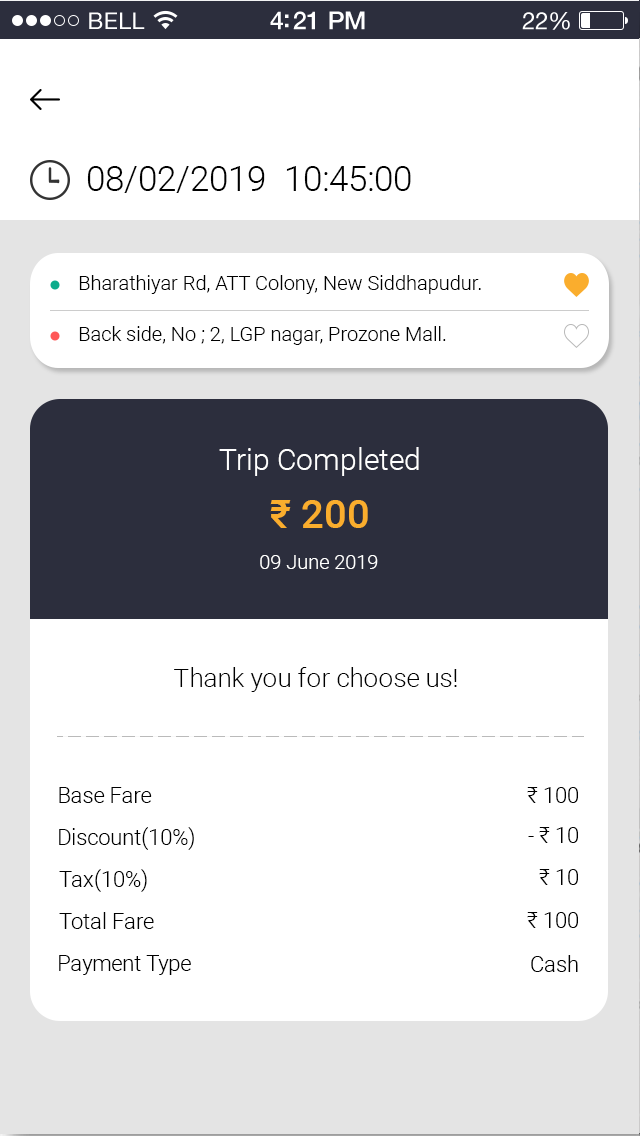 BELL 4:21 PM 22%
08/02/2019 10:45:00
Bharathiyar Rd, ATT Colony, New Siddhapudur.
Back side, No ; 2, LGP nagar, Prozone Mall.
Trip Completed
₹ 200
09 June 2019
Thank you for choose us!
Base Fare ₹ 100
Discount(10%) - ₹ 10
Tax(10%) ₹ 10
Total Fare ₹ 100
Payment Type Cash